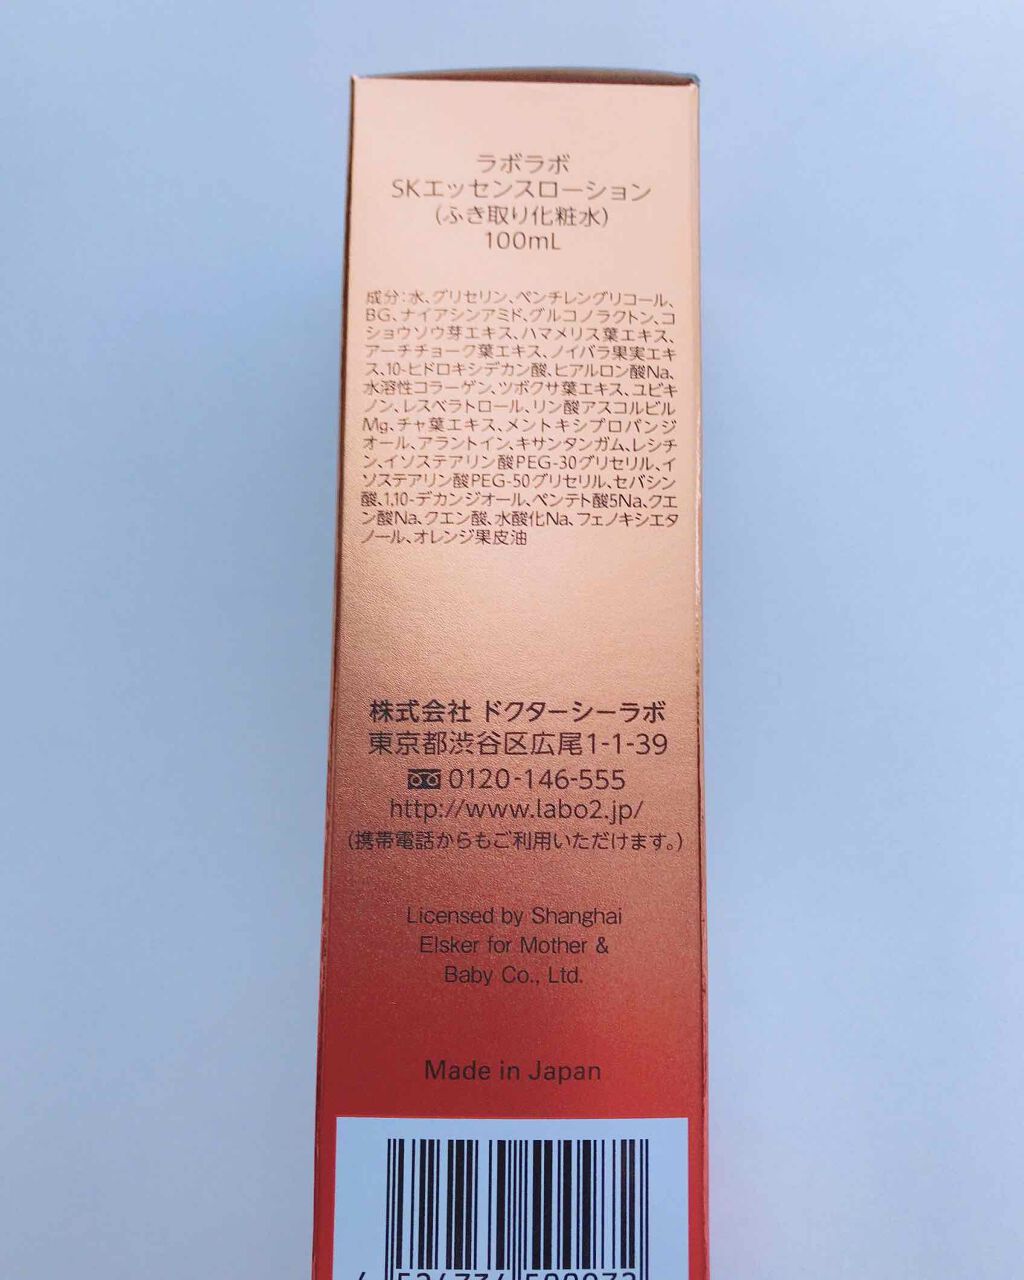 ラボラボ
SKエッセンスローション
(ふき取り化粧水)
100mL
成分:水、グリセリン、ペンチレングリコール、
BG、ナイアシンアミド、グルコノラクトン、コ
ショウソウ芽エキス、ハマメリス葉エキス、
アーチチョーク葉エキス、ノイバラ果実エキ
ス、10-ヒドロキシデカン酸、ヒアルロン酸Na、
水溶性コラーゲン、ツボクサ葉エキス、ユビキ
ノン、レスベラトロール、リン酸アスコルビル
Mg、チャ葉エキス、メントキシプロパンジ
オール、アラントイン、キサンタンガム、レシチ
ン、イソステアリン酸PEG-30グリセリル、イ
ソステアリン酸PEG-50グリセリル、セバシン
酸、1,10-デカンジオール、ペンテト酸5Na、クエ
ン酸Na、クエン酸、水酸化Na、フェノキシエタ
ノール、オレンジ果皮油
株式会社 ドクターシーラボ
東京都渋谷区広尾1-1-39
0120-146-555
http://www.labo2.jp/
(携帯電話からもご利用いただけます。)
Licensed by Shanghai
Elsker for Mother &
Baby Co., Ltd.
Made in Japan